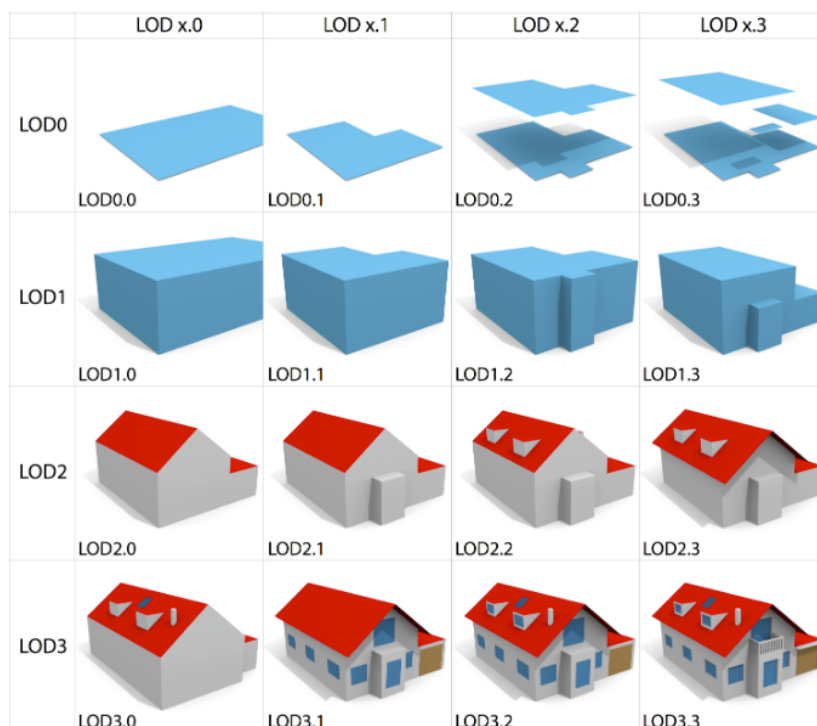 LOD x.0 LOD x.1 LOD x.2 LOD x.3
LOD0
LOD0.0 LOD0.1 LOD0.2 LOD0.3
LOD1
LOD1.0 LOD1.1 LOD1.2 LOD1.3
LOD2
LOD2.0 LOD2.1 LOD2.2 LOD2.3
LOD3
LOD3.0 LOD3.1 LOD3.2 LOD3.3